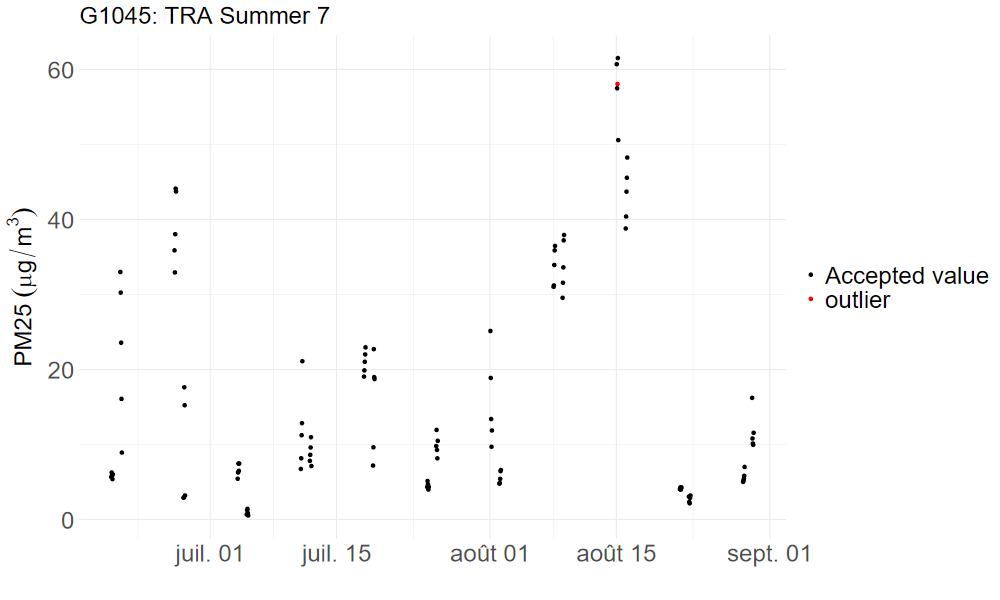 G1045: TRA Summer 7
PM25 (μg/m³)
60
40
20
0
juil. 01
juil. 15
août 01
août 15
sept. 01
Accepted value
outlier